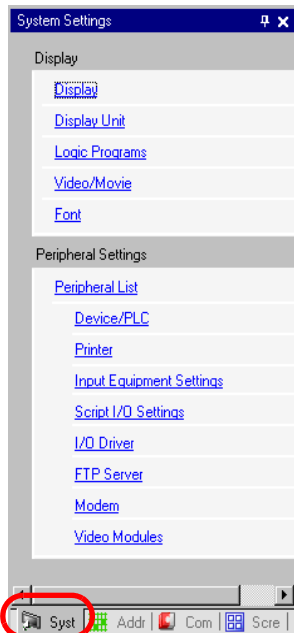 System Settings
Display
Display
Display Unit
Logic Programs
Video/Movie
Font
Peripheral Settings
Peripheral List
Device/PLC
Printer
Input Equipment Settings
Script I/O Settings
I/O Driver
FTP Server
Modem
Video Modules
Syst Addr Com Scre